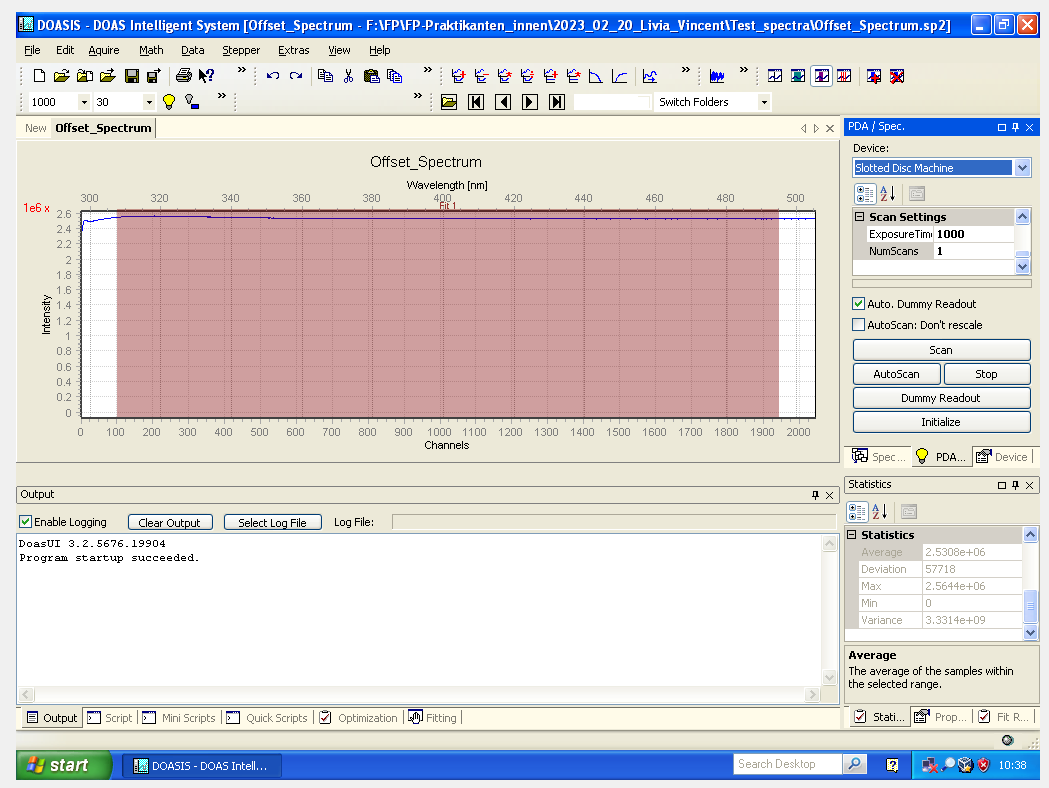 DOASIS - DOAS Intelligent System [Offset_Spectrum - F:\FP\FP-Praktikanten_innen\2023_02_20_Livia_Vincent\Test_spectra\Offset_Spectrum.sp2]
File Edit Aquire Math Data Stepper Extras View Help
1000 30 Switch Folders
New Offset_Spectrum
Offset_Spectrum
Wavelength [nm]
300 320 340 360 380 400 420 440 460 480 500
Fit 1
1e6 x
2.6
2.4
2.2
2
1.8
1.6
1.4
1.2
1
0.8
0.6
0.4
0.2
0
Intensity
0 100 200 300 400 500 600 700 800 900 1000 1100 1200 1300 1400 1500 1600 1700 1800 1900 2000
Channels
PDA / Spec.
Device:
Slotted Disc Machine
Scan Settings
ExposureTim 1000
NumScans 1
Auto. Dummy Readout
AutoScan: Don't rescale
Scan
AutoScan Stop
Dummy Readout
Initialize
Spec... PDA... Device
Output
Enable Logging Clear Output Select Log File Log File:
DoasUI 3.2.5676.19904
Program startup succeeded.
Output Script Mini Scripts Quick Scripts Optimization Fitting
Statistics
Statistics
Average 2.5308e+06
Deviation 57718
Max 2.5644e+06
Min 0
Variance 3.3314e+09
Average
The average of the samples within
the selected range.
Stati... Prop... Fit R...
start DOASIS - DOAS Intell... Search Desktop 10:38